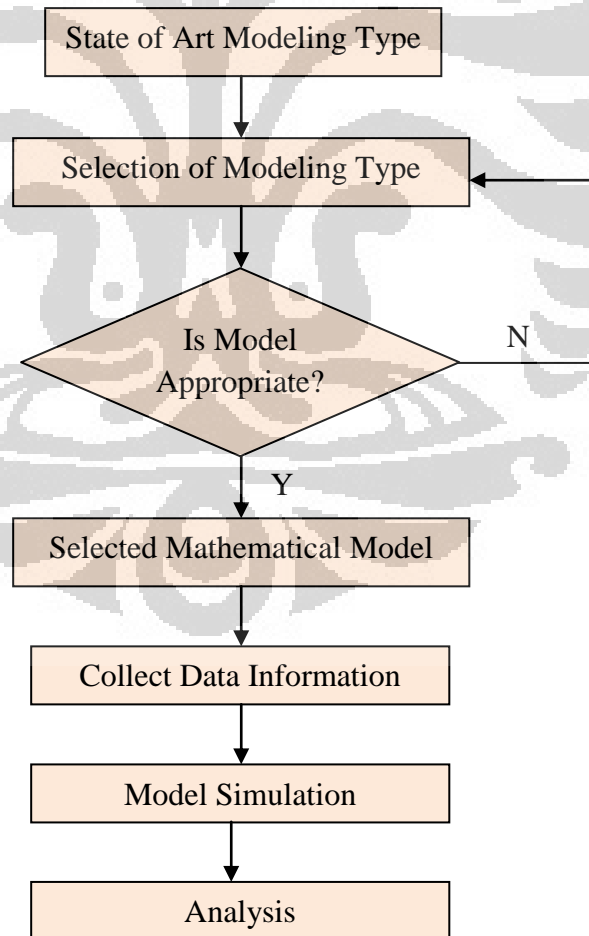 State of Art Modeling Type
Selection of Modeling Type
Is Model
Appropriate?
N
Y
Selected Mathematical Model
Collect Data Information
Model Simulation
Analysis